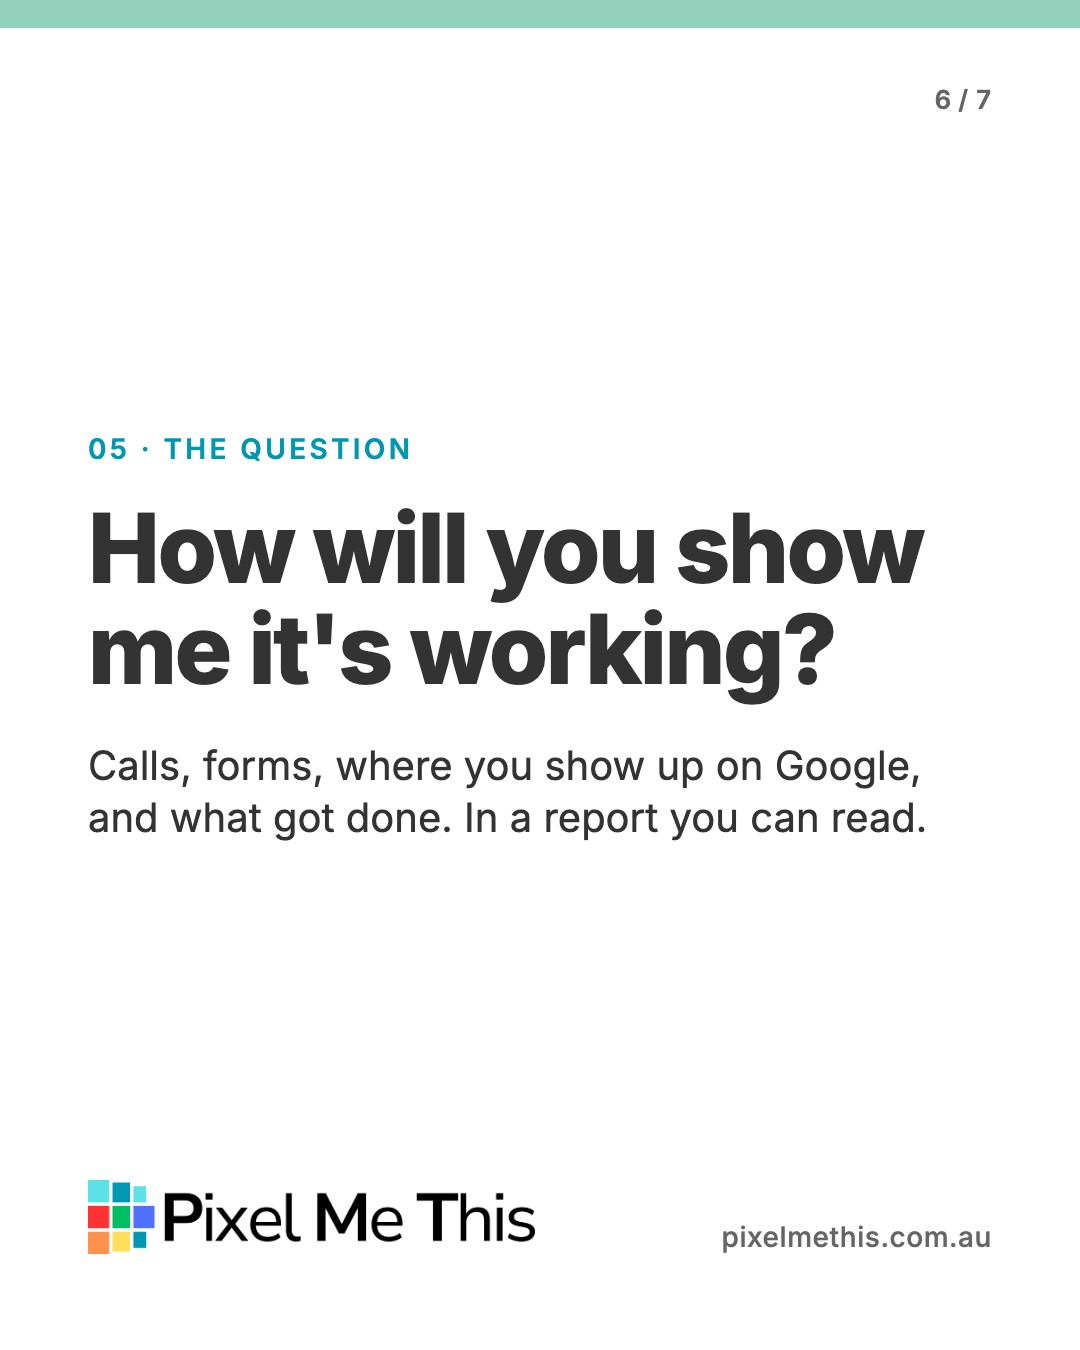 6 / 7
05 · THE QUESTION
How will you show
me it's working?
Calls, forms, where you show up on Google,
and what got done. In a report you can read.
Pixel Me This
pixelmethis.com.au